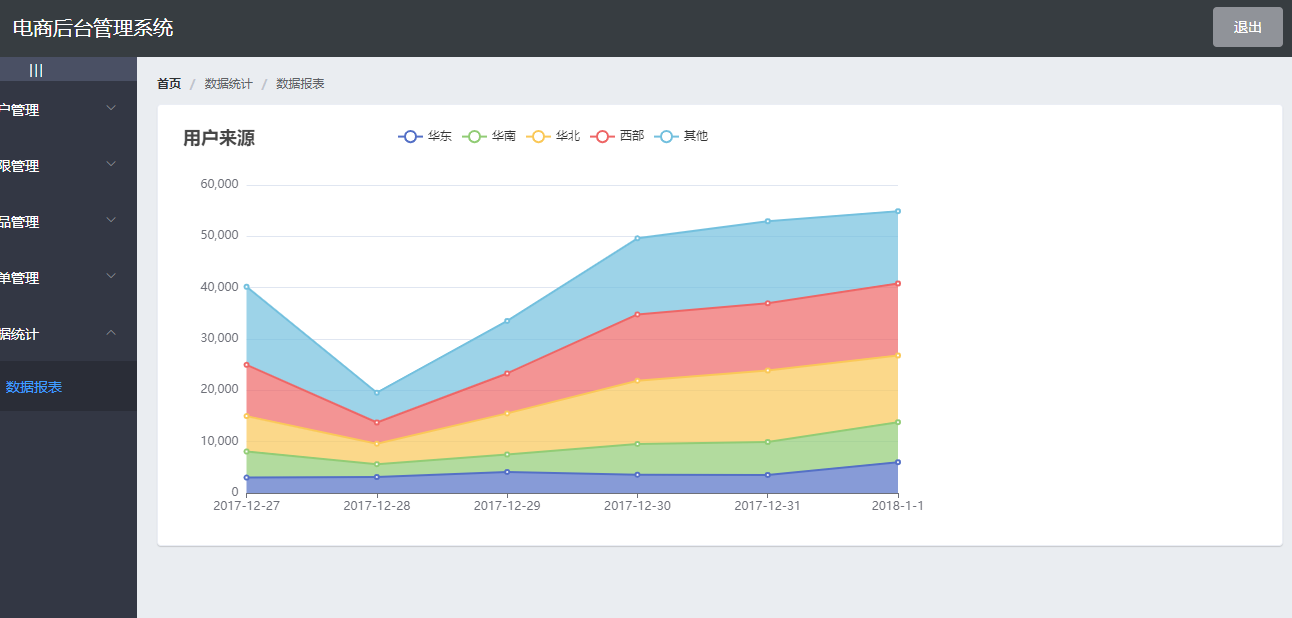 电商后台管理系统
退出
|||
户管理
限管理
品管理
单管理
据统计
数据报表
首页 / 数据统计 / 数据报表
用户来源
华东 华南 华北 西部 其他
60,000
50,000
40,000
30,000
20,000
10,000
0
2017-12-27 2017-12-28 2017-12-29 2017-12-30 2017-12-31 2018-1-1